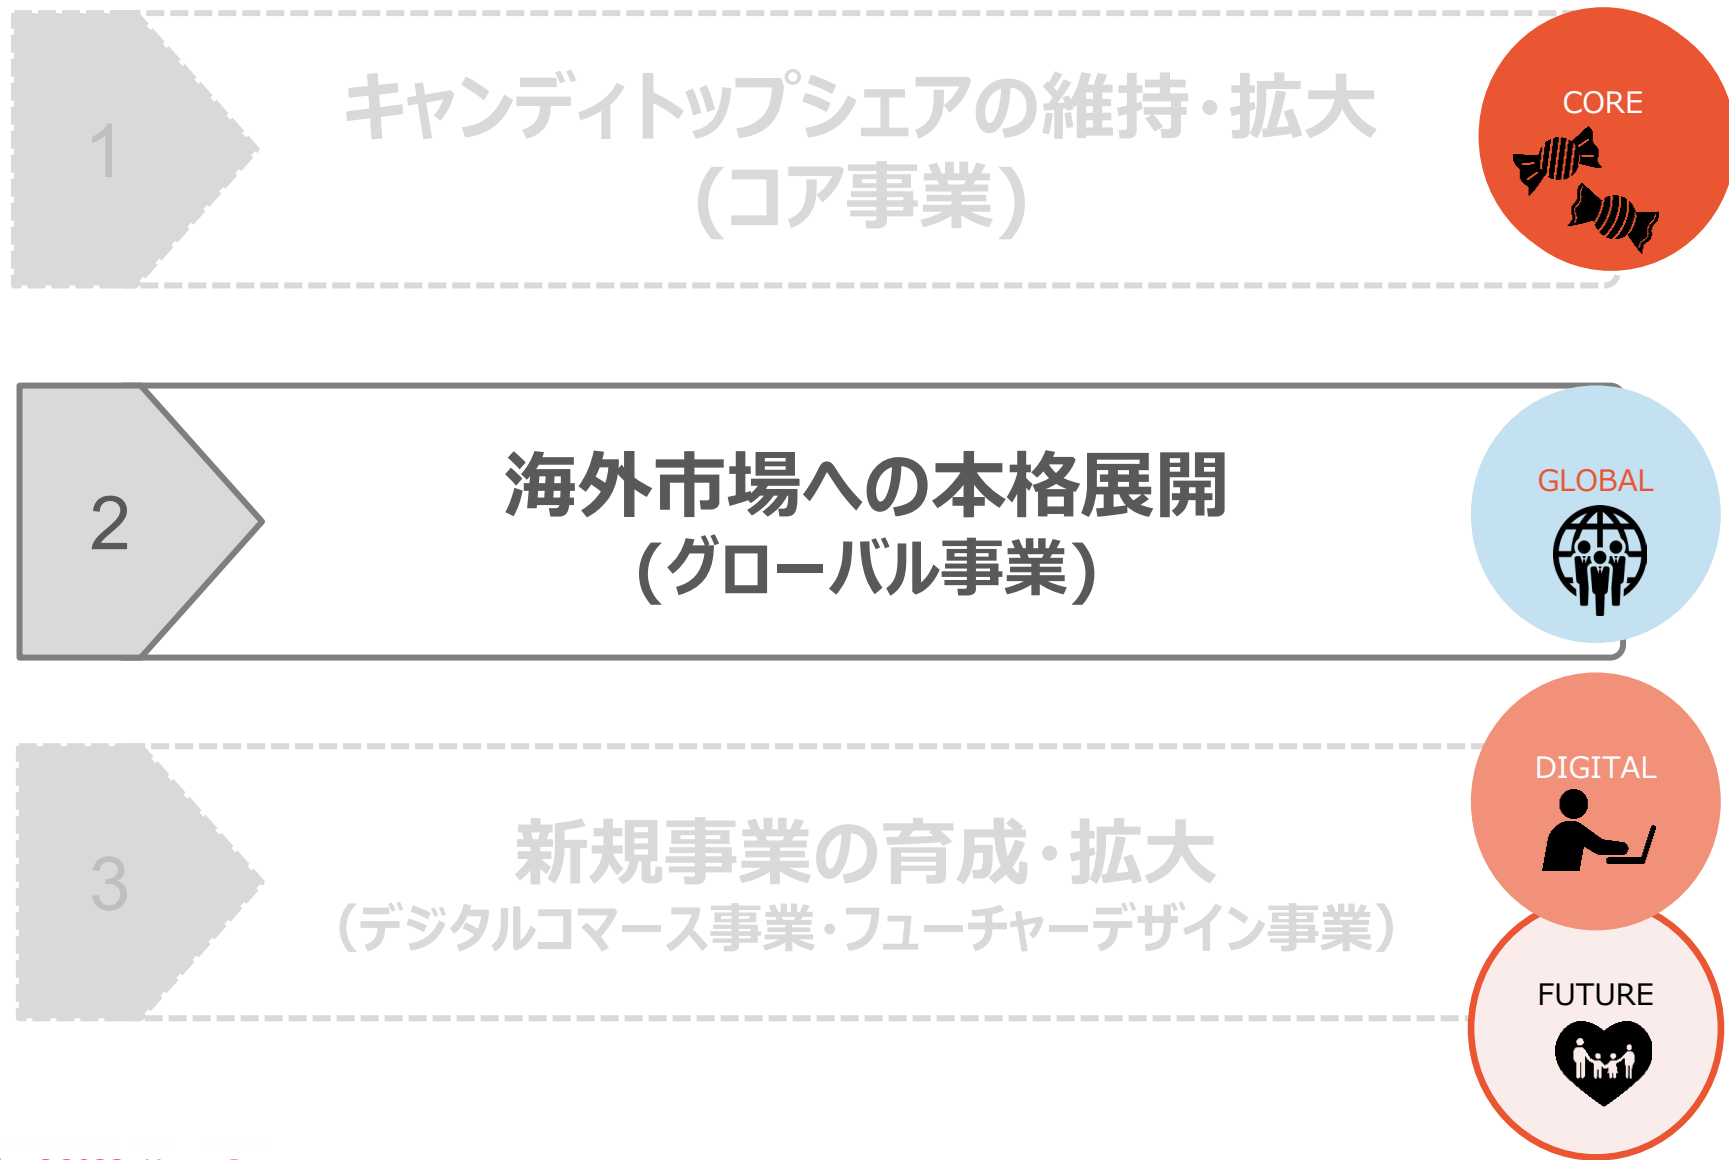 1
キャンディトップシェアの維持・拡大
(コア事業)
CORE
2
海外市場への本格展開
(グローバル事業)
GLOBAL
3
新規事業の育成・拡大
（デジタルコマース事業・フューチャーデザイン事業）
DIGITAL
FUTURE